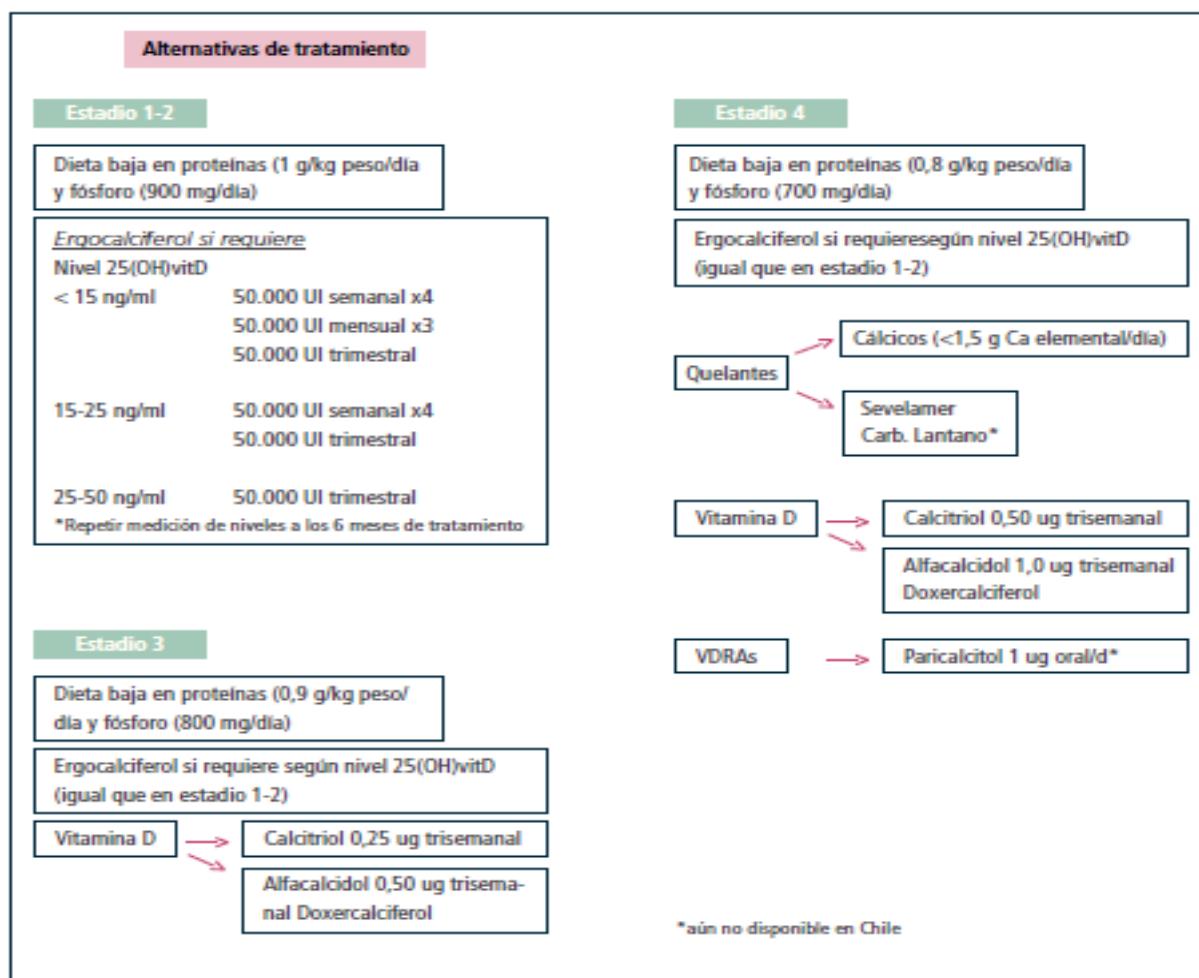 Alternativas de tratamiento
Estadio 1-2
Dieta baja en proteínas (1 g/kg peso/día
y fósforo (900 mg/día)
Ergocalciferol si requiere
Nivel 25(OH)vitD
< 15 ng/ml 50.000 UI semanal x4
50.000 UI mensual x3
50.000 UI trimestral
15-25 ng/ml 50.000 UI semanal x4
50.000 UI trimestral
25-50 ng/ml 50.000 UI trimestral
*Repetir medición de niveles a los 6 meses de tratamiento
Estadio 3
Dieta baja en proteínas (0,9 g/kg peso/
día y fósforo (800 mg/día)
Ergocalciferol si requiere según nivel 25(OH)vitD
(igual que en estadio 1-2)
Vitamina D
Calcitriol 0,25 ug trisemanal
Alfacalcidol 0,50 ug trisema-
nal Doxercalciferol
Estadio 4
Dieta baja en proteínas (0,8 g/kg peso/día
y fósforo (700 mg/día)
Ergocalciferol si requieresegún nivel 25(OH)vitD
(igual que en estadio 1-2)
Quelantes
Cálcicos (<1,5 g Ca elemental/día)
Sevelamer
Carb. Lantano*
Vitamina D
Calcitriol 0,50 ug trisemanal
Alfacalcidol 1,0 ug trisemanal
Doxercalciferol
VDRAs
Paricalcitol 1 ug oral/d*
*aún no disponible en Chile